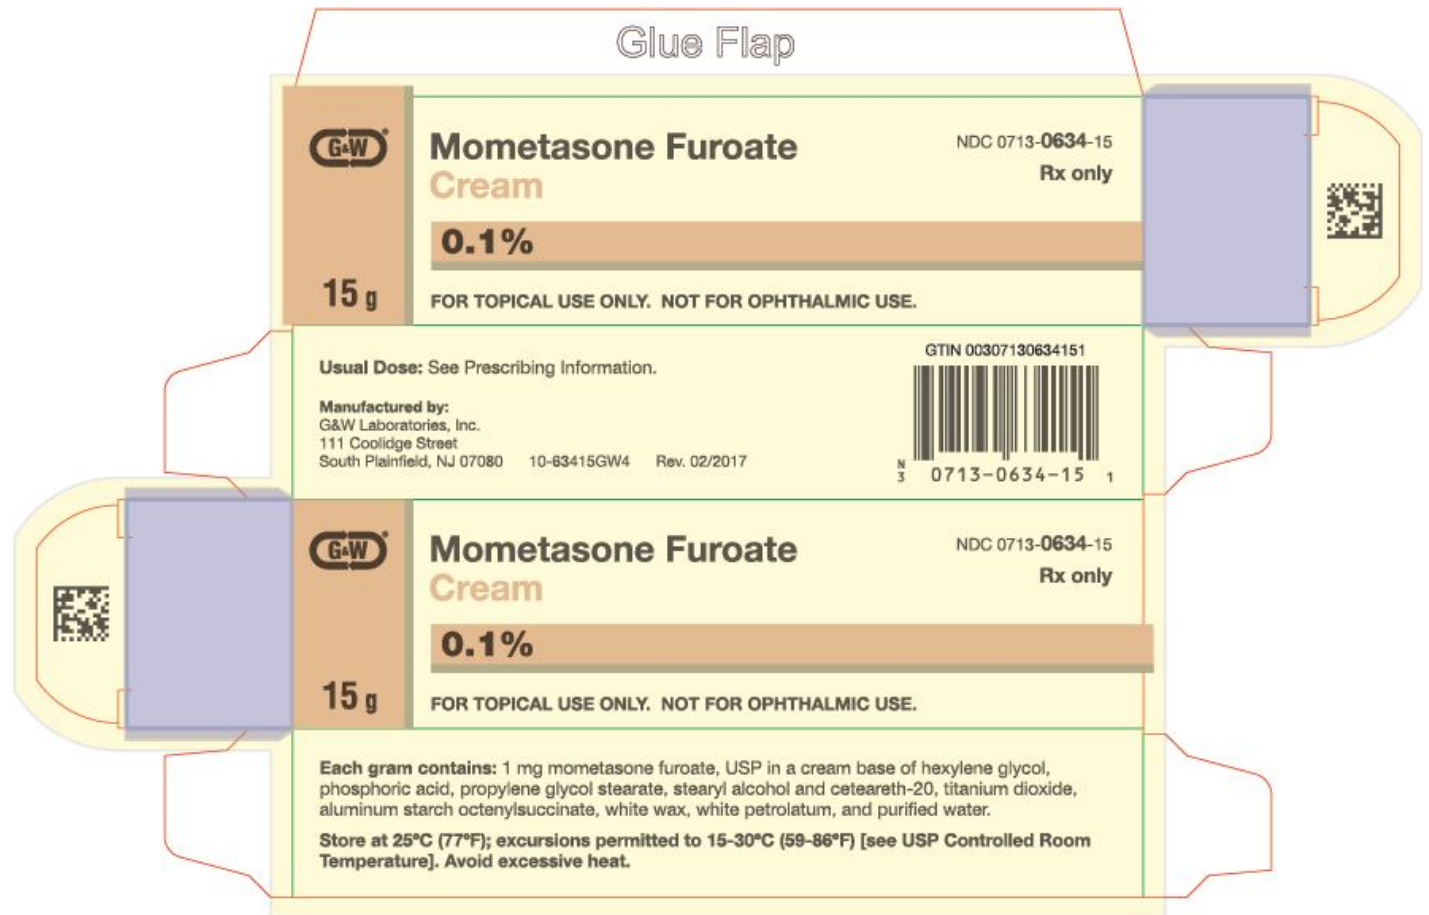 Glue Flap
G&W®
Mometasone Furoate
Cream
NDC 0713-0634-15
Rx only
0.1%
15 g
FOR TOPICAL USE ONLY. NOT FOR OPHTHALMIC USE.
Usual Dose: See Prescribing Information.
Manufactured by:
G&W Laboratories, Inc.
111 Coolidge Street
South Plainfield, NJ 07080 10-63415GW4 Rev. 02/2017
GTIN 00307130634151
N
3 0713-0634-15 1
G&W®
Mometasone Furoate
Cream
NDC 0713-0634-15
Rx only
0.1%
15 g
FOR TOPICAL USE ONLY. NOT FOR OPHTHALMIC USE.
Each gram contains: 1 mg mometasone furoate, USP in a cream base of hexylene glycol,
phosphoric acid, propylene glycol stearate, stearyl alcohol and ceteareth-20, titanium dioxide,
aluminum starch octenylsuccinate, white wax, white petrolatum, and purified water.
Store at 25ºC (77ºF); excursions permitted to 15-30ºC (59-86ºF) [see USP Controlled Room
Temperature]. Avoid excessive heat.